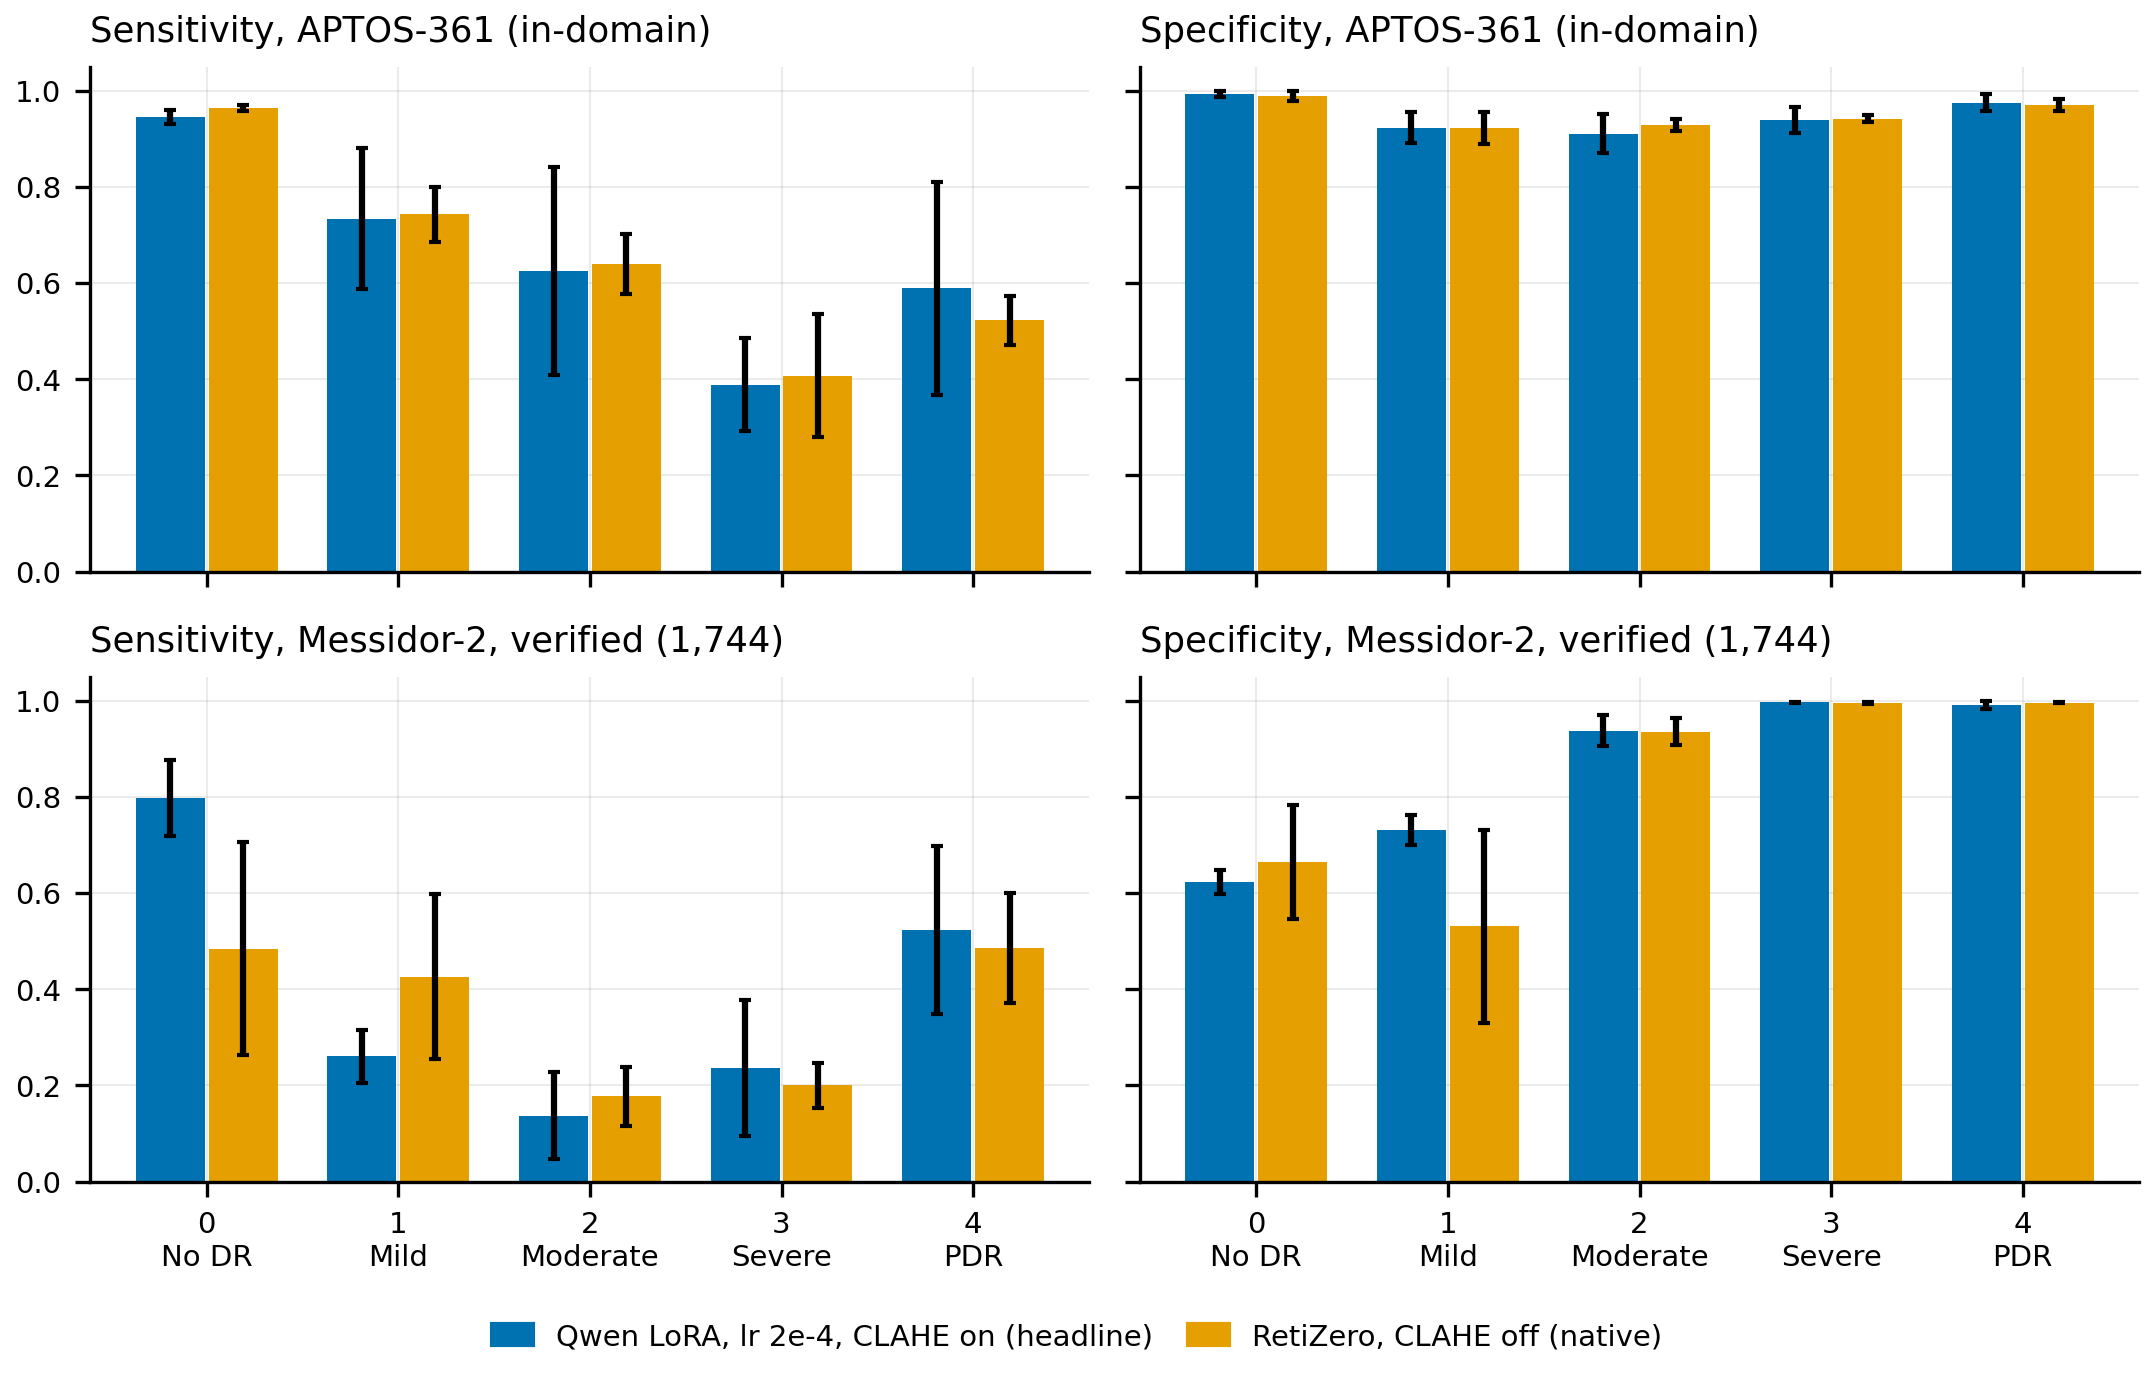 Sensitivity, APTOS-361 (in-domain)
Specificity, APTOS-361 (in-domain)
1.0
0.8
0.6
0.4
0.2
0.0
Sensitivity, Messidor-2, verified (1,744)
Specificity, Messidor-2, verified (1,744)
1.0
0.8
0.6
0.4
0.2
0.0
0 1 2 3 4
No DR Mild Moderate Severe PDR
0 1 2 3 4
No DR Mild Moderate Severe PDR
Qwen LoRA, lr 2e-4, CLAHE on (headline)
RetiZero, CLAHE off (native)